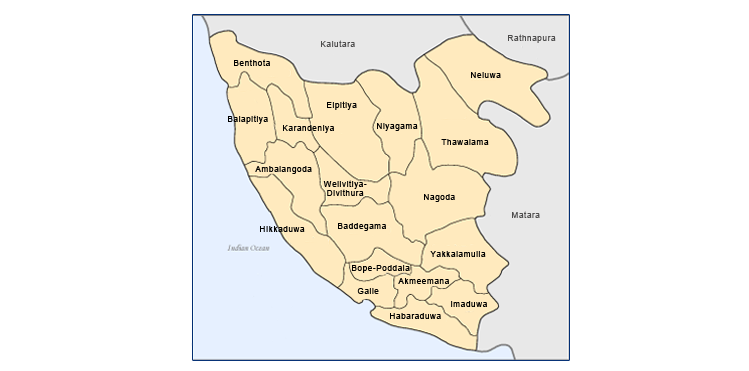 Kalutara
Rathnapura
Benthota
Neluwa
Elpitiya
Balapitiya
Karandeniya
Niyagama
Thawalama
Ambalangoda
Welivitiya-
Divithura
Nagoda
Matara
Hikkaduwa
Baddegama
Indian Ocean
Yakkalamulla
Bope-Poddala
Akmeemana
Galle
Imaduwa
Habaraduwa